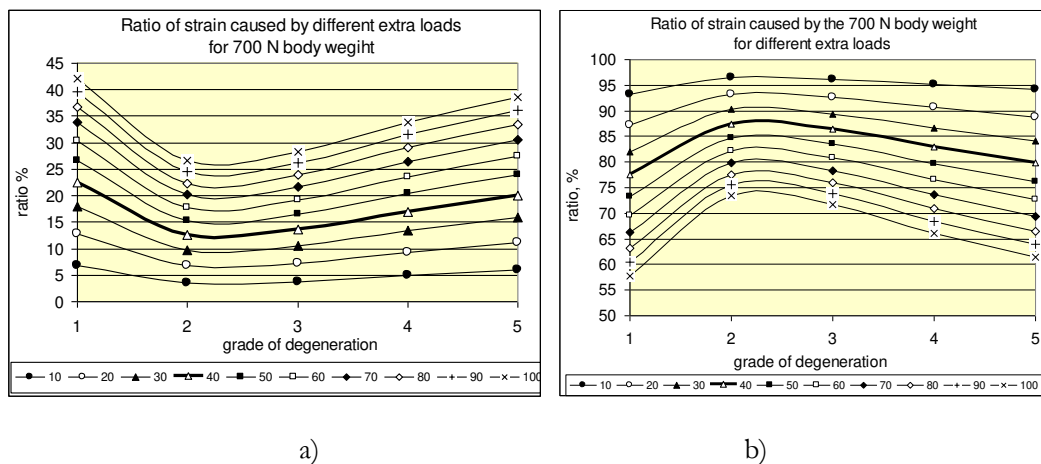 Ratio of strain caused by different extra loads
for 700 N body wegiht
45
40
35
30
25
20
15
10
5
0
ratio %
1 2 3 4 5
grade of degeneration
10 20 30 40 50 60 70 80 90 100
a)
Ratio of strain caused by the 700 N body weight
for different extra loads
100
95
90
85
80
75
70
65
60
55
50
ratio, %
1 2 3 4 5
grade of degeneration
10 20 30 40 50 60 70 80 90 100
b)